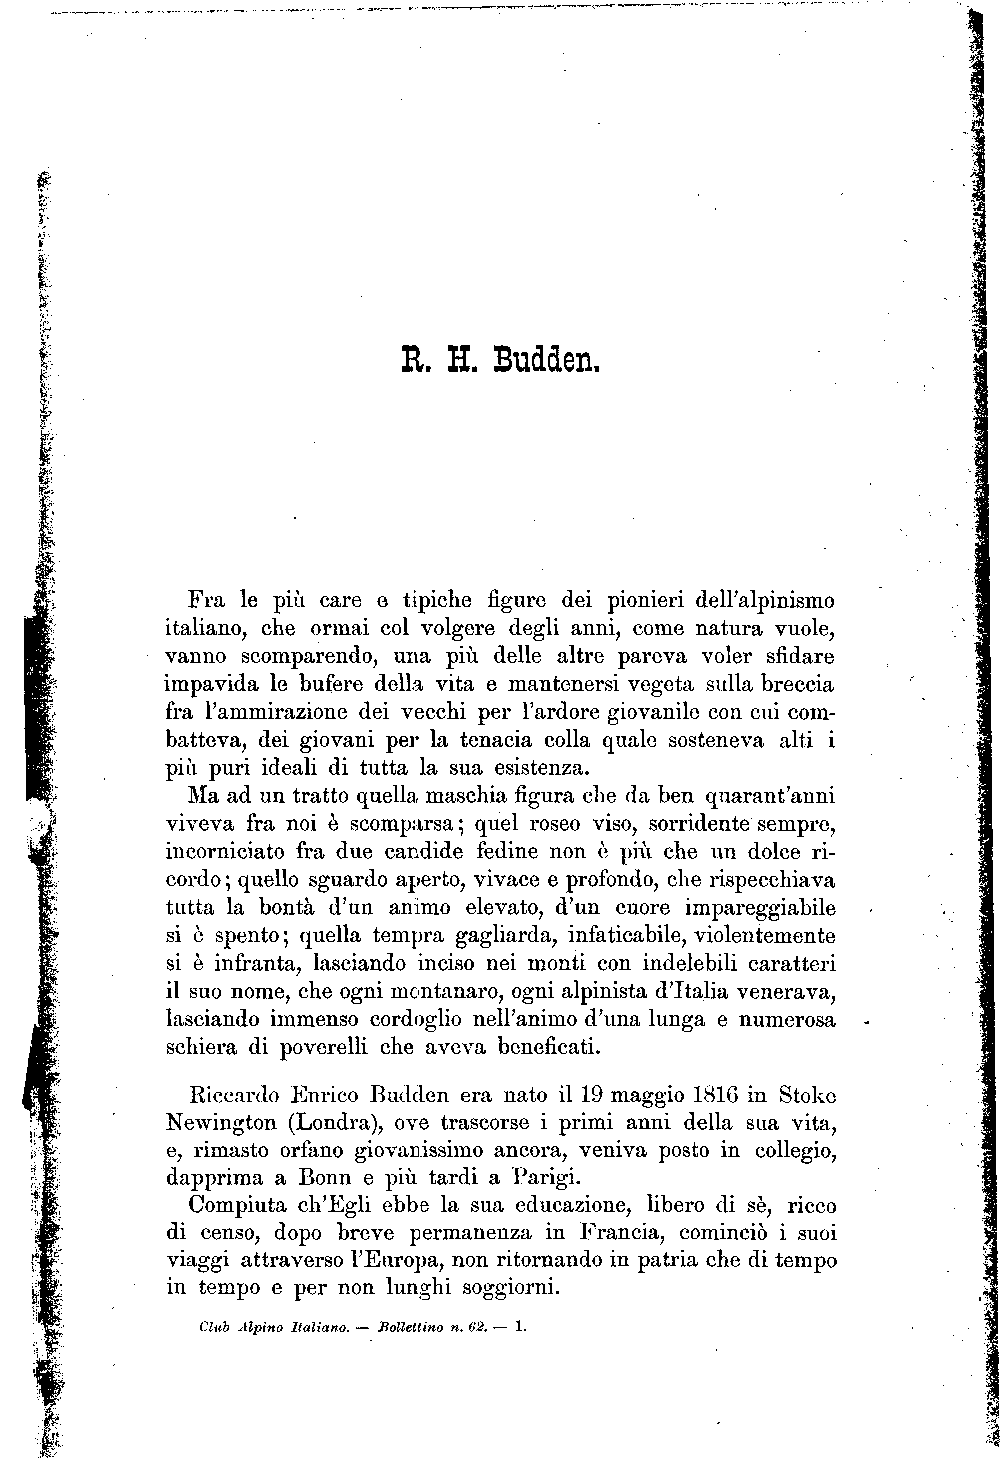 R. H. Budden.
Fra le più care e tipiche figure dei pionieri dell'alpinismo
italiano, che ormai col volgere degli anni, come natura vuole,
vanno scomparendo, una più delle altre pareva voler sfidare
impavida le bufere della vita e mantenersi vegeta sulla breccia
fra l'ammirazione dei vecchi per l'ardore giovanile con cui com-
batteva, dei giovani per la tenacia colla quale sosteneva alti i
più puri ideali di tutta la sua esistenza.
Ma ad un tratto quella maschia figura che da ben quarant'anni
viveva fra noi è scomparsa; quel roseo viso, sorridente sempre,
incorniciato fra due candide fedine non è più che un dolce ri-
cordo; quello sguardo aperto, vivace e profondo, che rispecchiava
tutta la bontà d'un animo elevato, d'un cuore impareggiabile
si è spento; quella tempra gagliarda, infaticabile, violentemente
si è infranta, lasciando inciso nei monti con indelebili caratteri
il suo nome, che ogni montanaro, ogni alpinista d'Italia venerava,
lasciando immenso cordoglio nell'animo d'una lunga e numerosa
schiera di poverelli che aveva beneficati.
Riccardo Enrico Budden era nato il 19 maggio 1816 in Stoke
Newington (Londra), ove trascorse i primi anni della sua vita,
e, rimasto orfano giovanissimo ancora, veniva posto in collegio,
dapprima a Bonn e più tardi a Parigi.
Compiuta ch'Egli ebbe la sua educazione, libero di sè, ricco
di censo, dopo breve permanenza in Francia, cominciò i suoi
viaggi attraverso l'Europa, non ritornando in patria che di tempo
in tempo e per non lunghi soggiorni.
Club Alpino Italiano. — Bollettino n. 62. — 1.